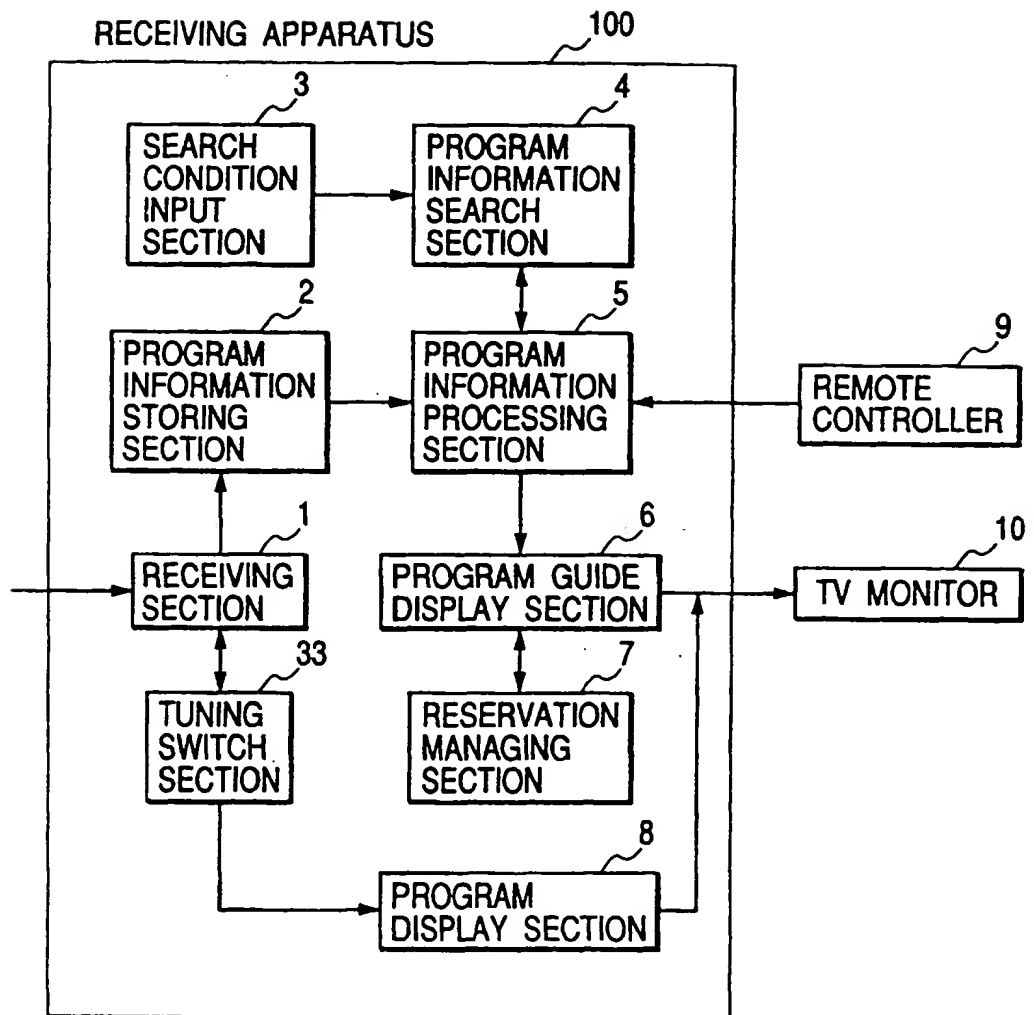 RECEIVING APPARATUS
100
3
SEARCH
CONDITION
INPUT
SECTION
4
PROGRAM
INFORMATION
SEARCH
SECTION
2
PROGRAM
INFORMATION
STORING
SECTION
5
PROGRAM
INFORMATION
PROCESSING
SECTION
9
REMOTE
CONTROLLER
1
RECEIVING
SECTION
6
PROGRAM GUIDE
DISPLAY SECTION
10
TV MONITOR
33
TUNING
SWITCH
SECTION
7
RESERVATION
MANAGING
SECTION
8
PROGRAM
DISPLAY SECTION